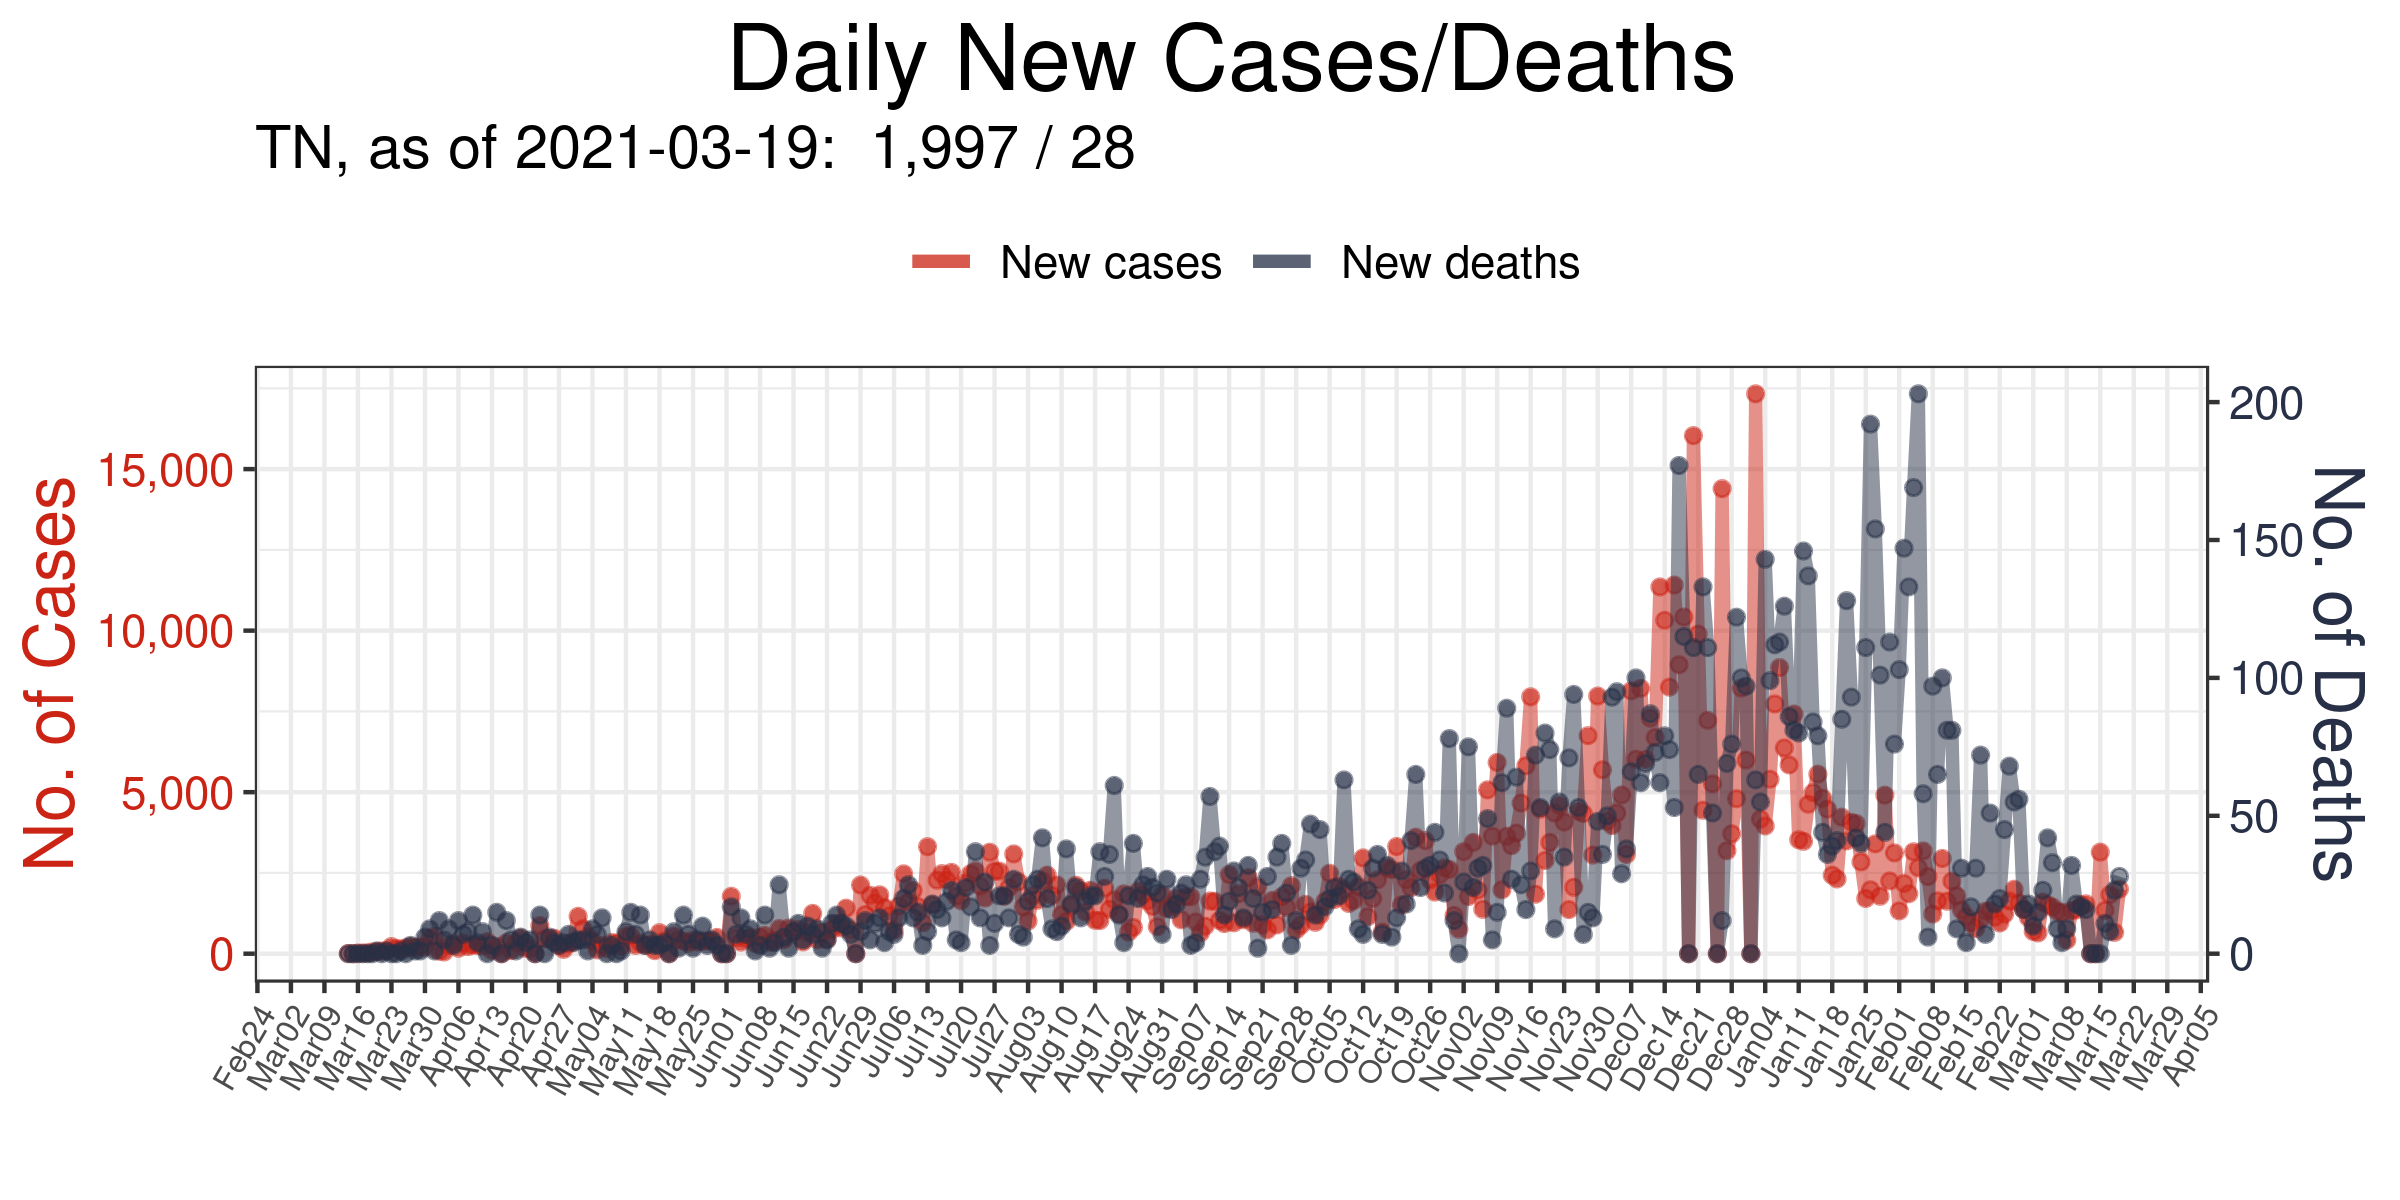 Daily New Cases/Deaths
TN, as of 2021-03-19:  1,997 / 28
New cases
New deaths
No. of Cases
15,000
10,000
5,000
0
200
150
100
50
0
No. of Deaths
Feb24
Mar02
Mar09
Mar16
Mar23
Mar30
Apr06
Apr13
Apr20
Apr27
May04
May11
May18
May25
Jun01
Jun08
Jun15
Jun22
Jun29
Jul06
Jul13
Jul20
Jul27
Aug03
Aug10
Aug17
Aug24
Aug31
Sep07
Sep14
Sep21
Sep28
Oct05
Oct12
Oct19
Oct26
Nov02
Nov09
Nov16
Nov23
Nov30
Dec07
Dec14
Dec21
Dec28
Dec04
Jan11
Jan18
Jan25
Feb01
Feb08
Feb15
Feb22
Mar01
Mar08
Mar15
Mar22
Mar29
Apr05